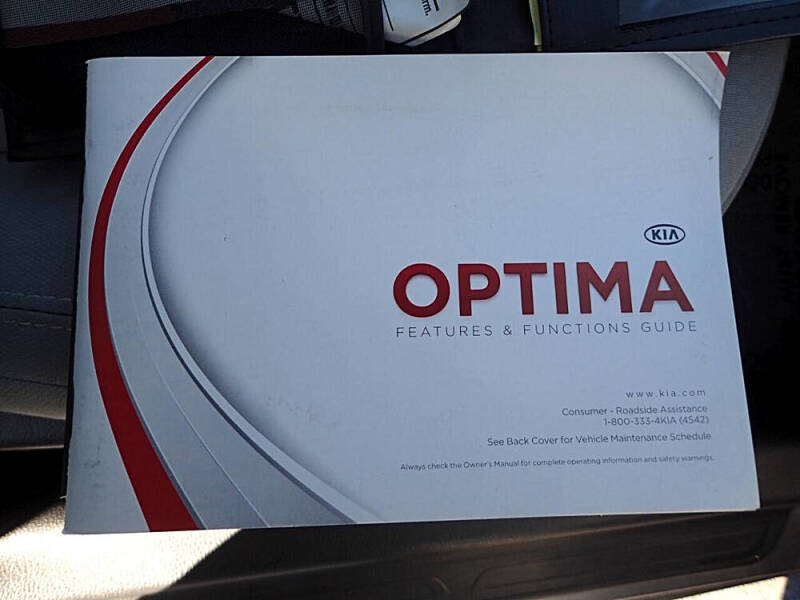 rm.
KIA
OPTIMA
FEATURES & FUNCTIONS GUIDE
www.kia.com
Consumer - Roadside Assistance
1-800-333-4KIA (4542)
See Back Cover for Vehicle Maintenance Schedule
Always check the Owner's Manual for complete operating information and safety warnings.